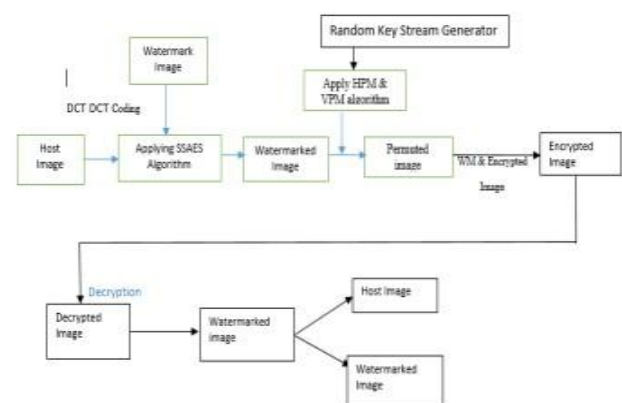 Random Key Stream Generator
Watermark
Image
Apply HPM &
VPM algorithm
DCT DCT Coding
Host
Image
Applying SSAES
Algorithm
Watermarked
Image
Permuted
image
WM & Encrypted
Image
Encrypted
Image
Decryption
Decrypted
Image
Watermarked
image
Host Image
Watermarked
Image